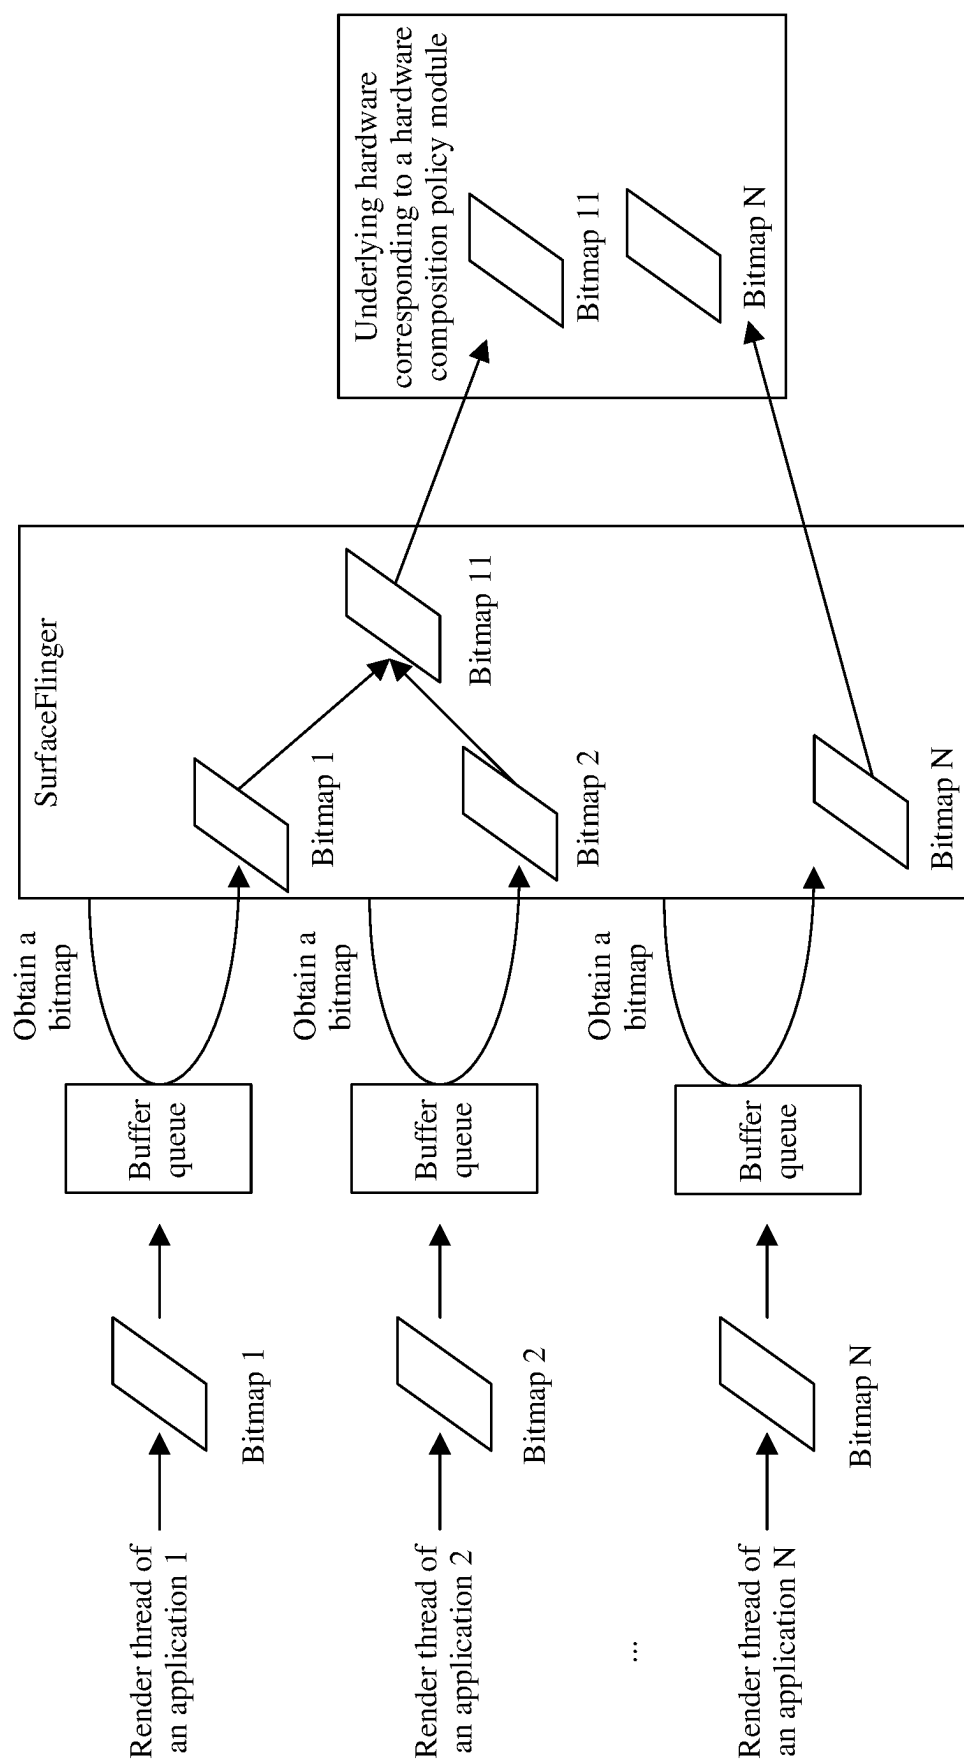 Render thread of
an application 1
Bitmap 1
Buffer
queue
Obtain a
bitmap
Render thread of
an application 2
Bitmap 2
Buffer
queue
Obtain a
bitmap
...
Render thread of
an application N
Bitmap N
Buffer
queue
Obtain a
bitmap
SurfaceFlinger
Bitmap 1
Bitmap 2
Bitmap 11
Bitmap N
Underlying hardware
corresponding to a hardware
composition policy module
Bitmap 11
Bitmap N